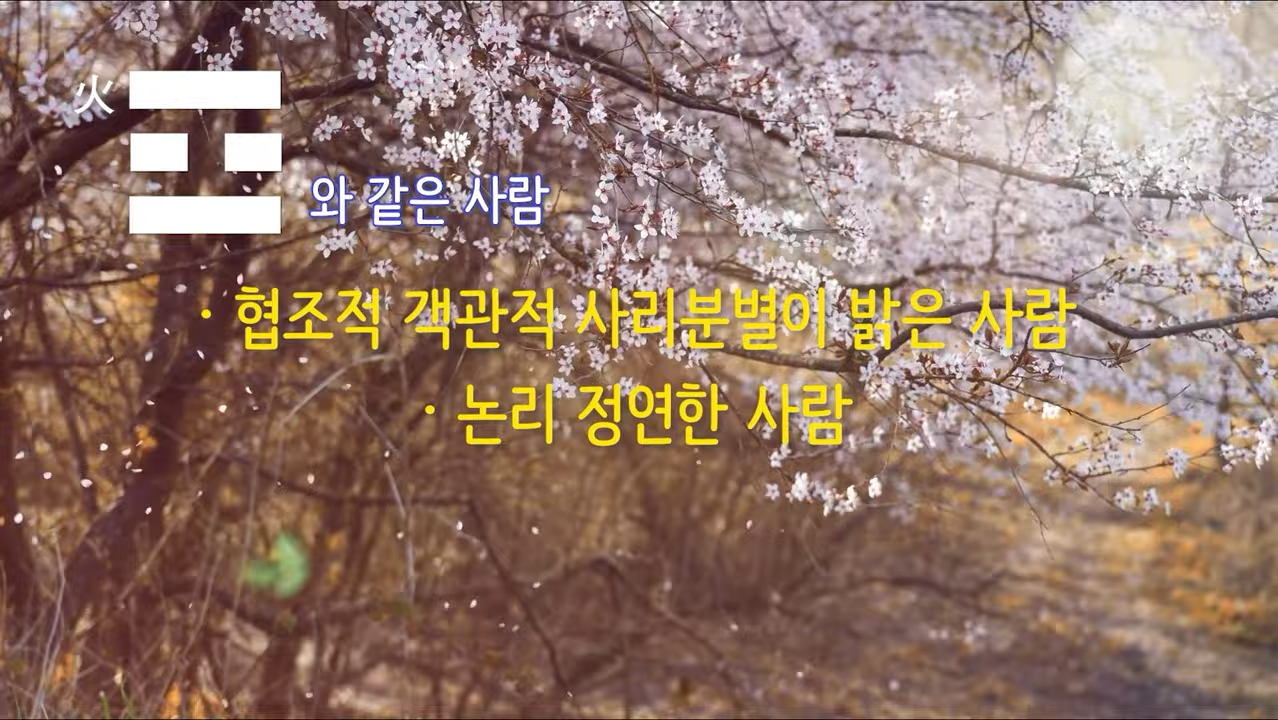 火
와 같은 사람
· 협조적 객관적 사리분별이 밝은 사람
· 논리 정연한 사람